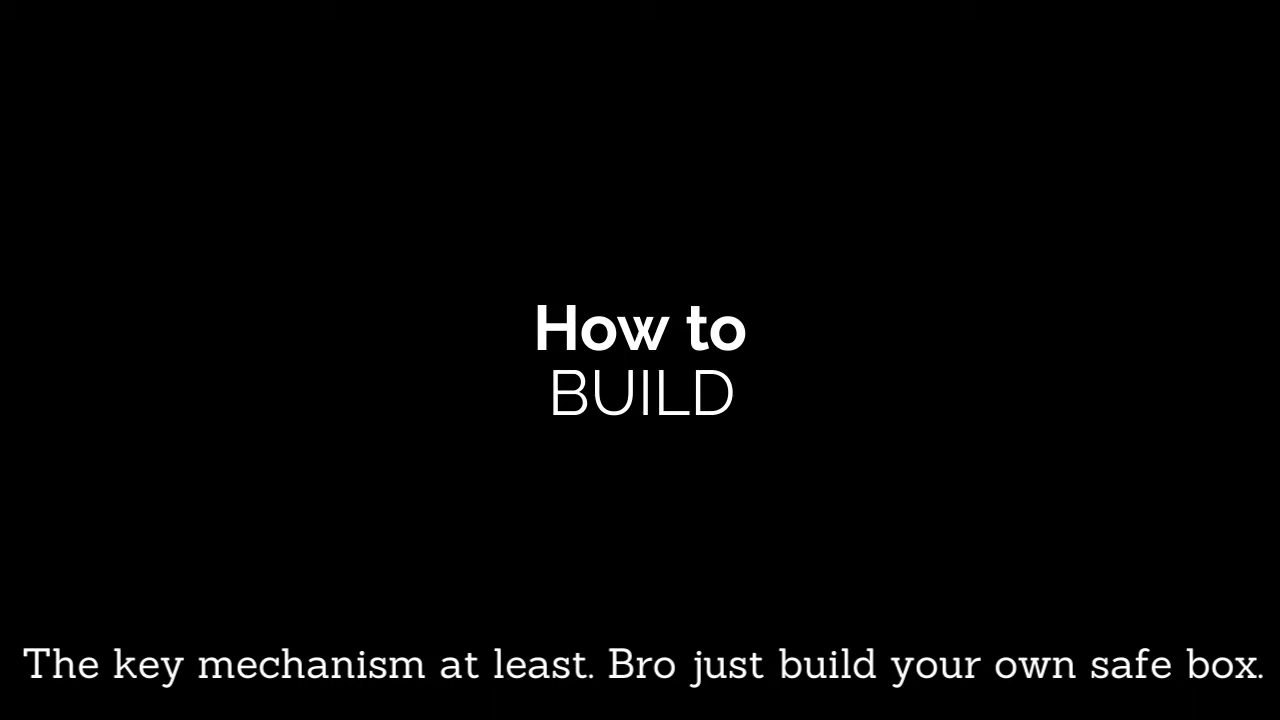 How to
BUILD
The key mechanism at least. Bro just build your own safe box.